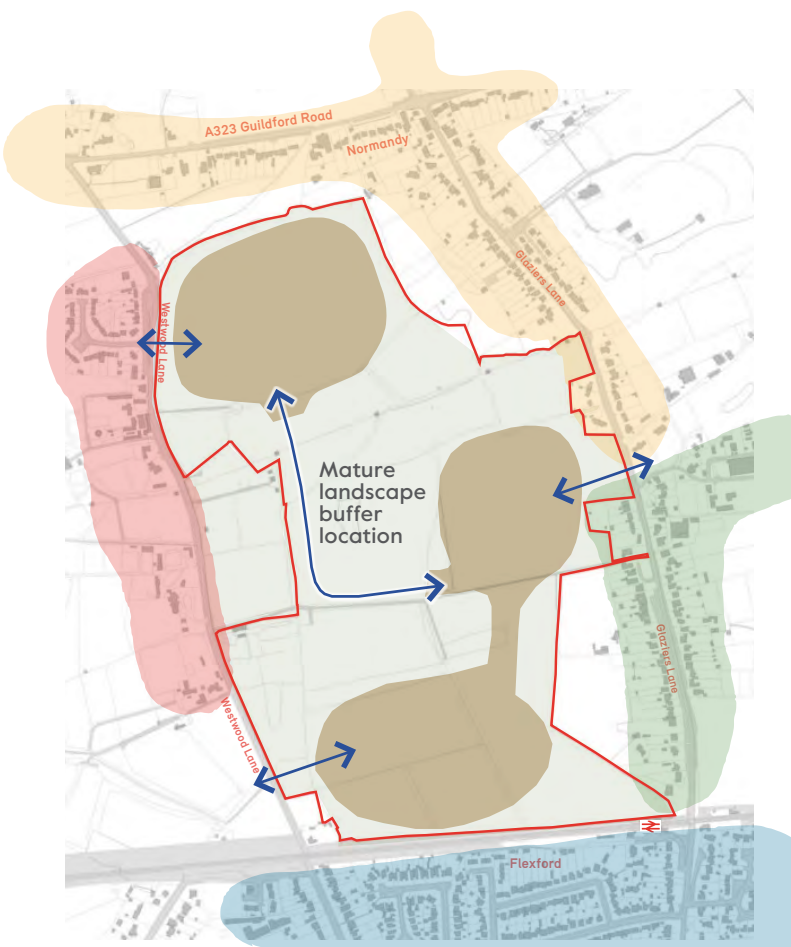 A323 Guildford Road
Normandy
Glaziers Lane
Westwood Lane
Mature
landscape
buffer
location
Glaziers Lane
Westwood Lane
Flexford